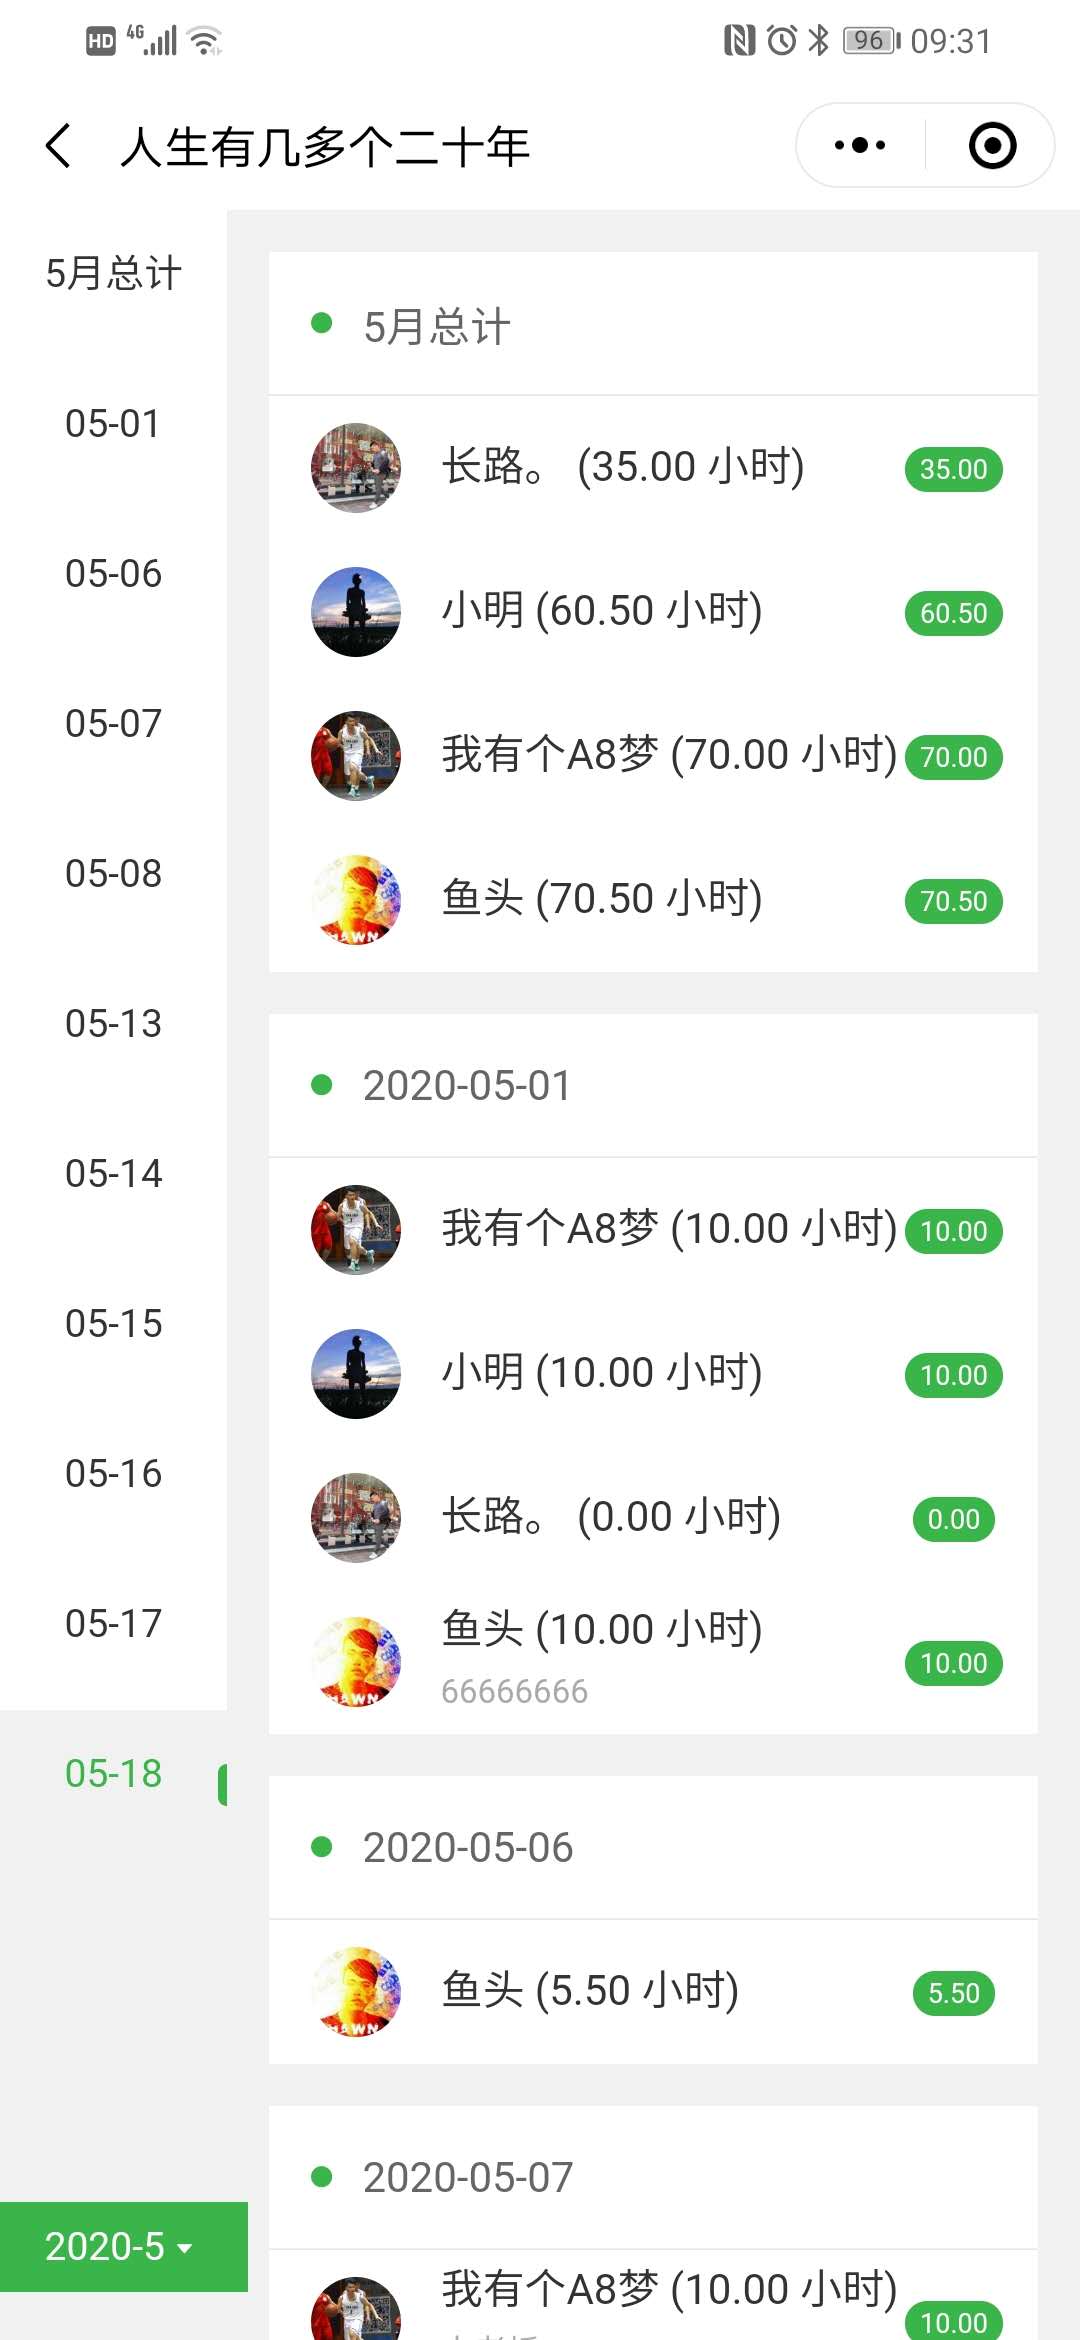 HD 4G 96 09:31
人生有几多个二十年
5月总计
05-01
05-06
05-07
05-08
05-13
05-14
05-15
05-16
05-17
05-18
2020-5
5月总计
长路。 (35.00 小时) 35.00
小明 (60.50 小时) 60.50
我有个A8梦 (70.00 小时) 70.00
鱼头 (70.50 小时) 70.50
2020-05-01
我有个A8梦 (10.00 小时) 10.00
小明 (10.00 小时) 10.00
长路。 (0.00 小时) 0.00
鱼头 (10.00 小时) 10.00
66666666
2020-05-06
鱼头 (5.50 小时) 5.50
2020-05-07
我有个A8梦 (10.00 小时) 10.00